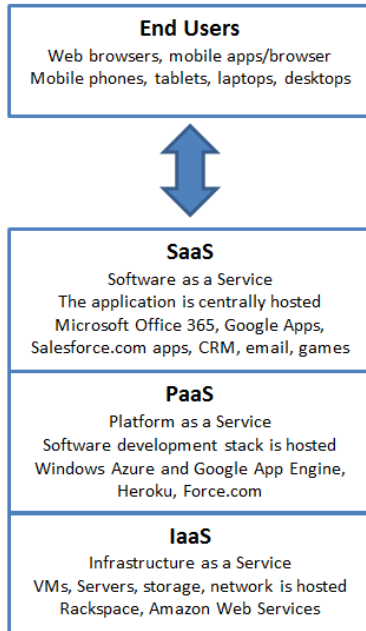 End Users
Web browsers, mobile apps/browser
Mobile phones, tablets, laptops, desktops
SaaS
Software as a Service
The application is centrally hosted
Microsoft Office 365, Google Apps,
Salesforce.com apps, CRM, email, games
PaaS
Platform as a Service
Software development stack is hosted
Windows Azure and Google App Engine,
Heroku, Force.com
IaaS
Infrastructure as a Service
VMs, Servers, storage, network is hosted
Rackspace, Amazon Web Services